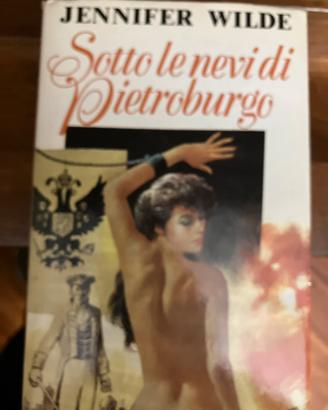 JENNIFER WILDE
Sotto le nevi di
Pietroburgo